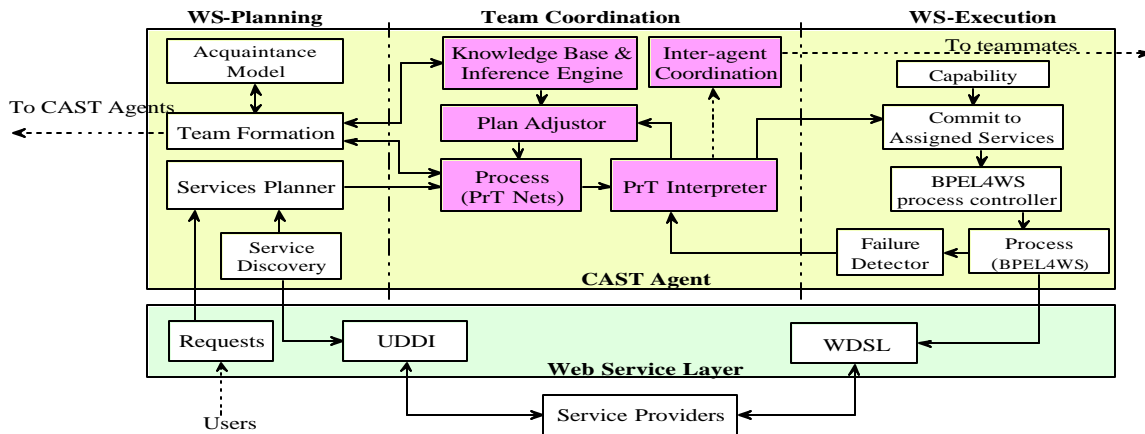 WS-Planning
Team Coordination
WS-Execution
Acquaintance
Model
Knowledge Base &
Inference Engine
Inter-agent
Coordination
To teammates
Capability
To CAST Agents
Team Formation
Plan Adjustor
Commit to
Assigned Services
Services Planner
Process
(PrT Nets)
PrT Interpreter
BPEL4WS
process controller
Service
Discovery
Failure
Detector
Process
(BPEL4WS)
CAST Agent
Requests
UDDI
WDSL
Web Service Layer
Users
Service Providers